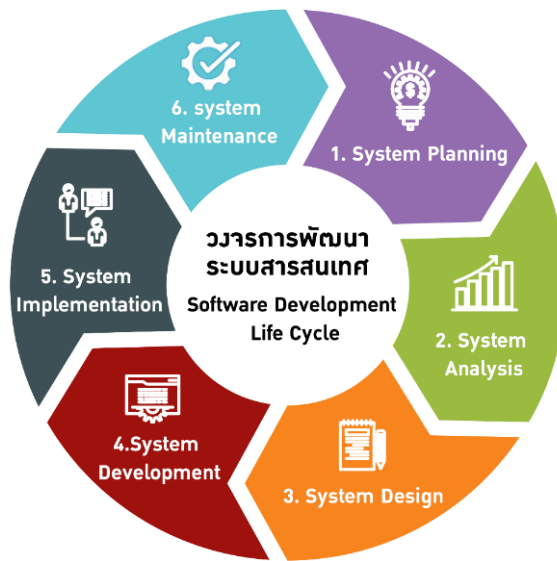 วงจรการพัฒนา
ระบบสารสนเทศ
Software Development
Life Cycle
1. System Planning
2. System
Analysis
3. System Design
4.System
Development
5. System
Implementation
6. system
Maintenance